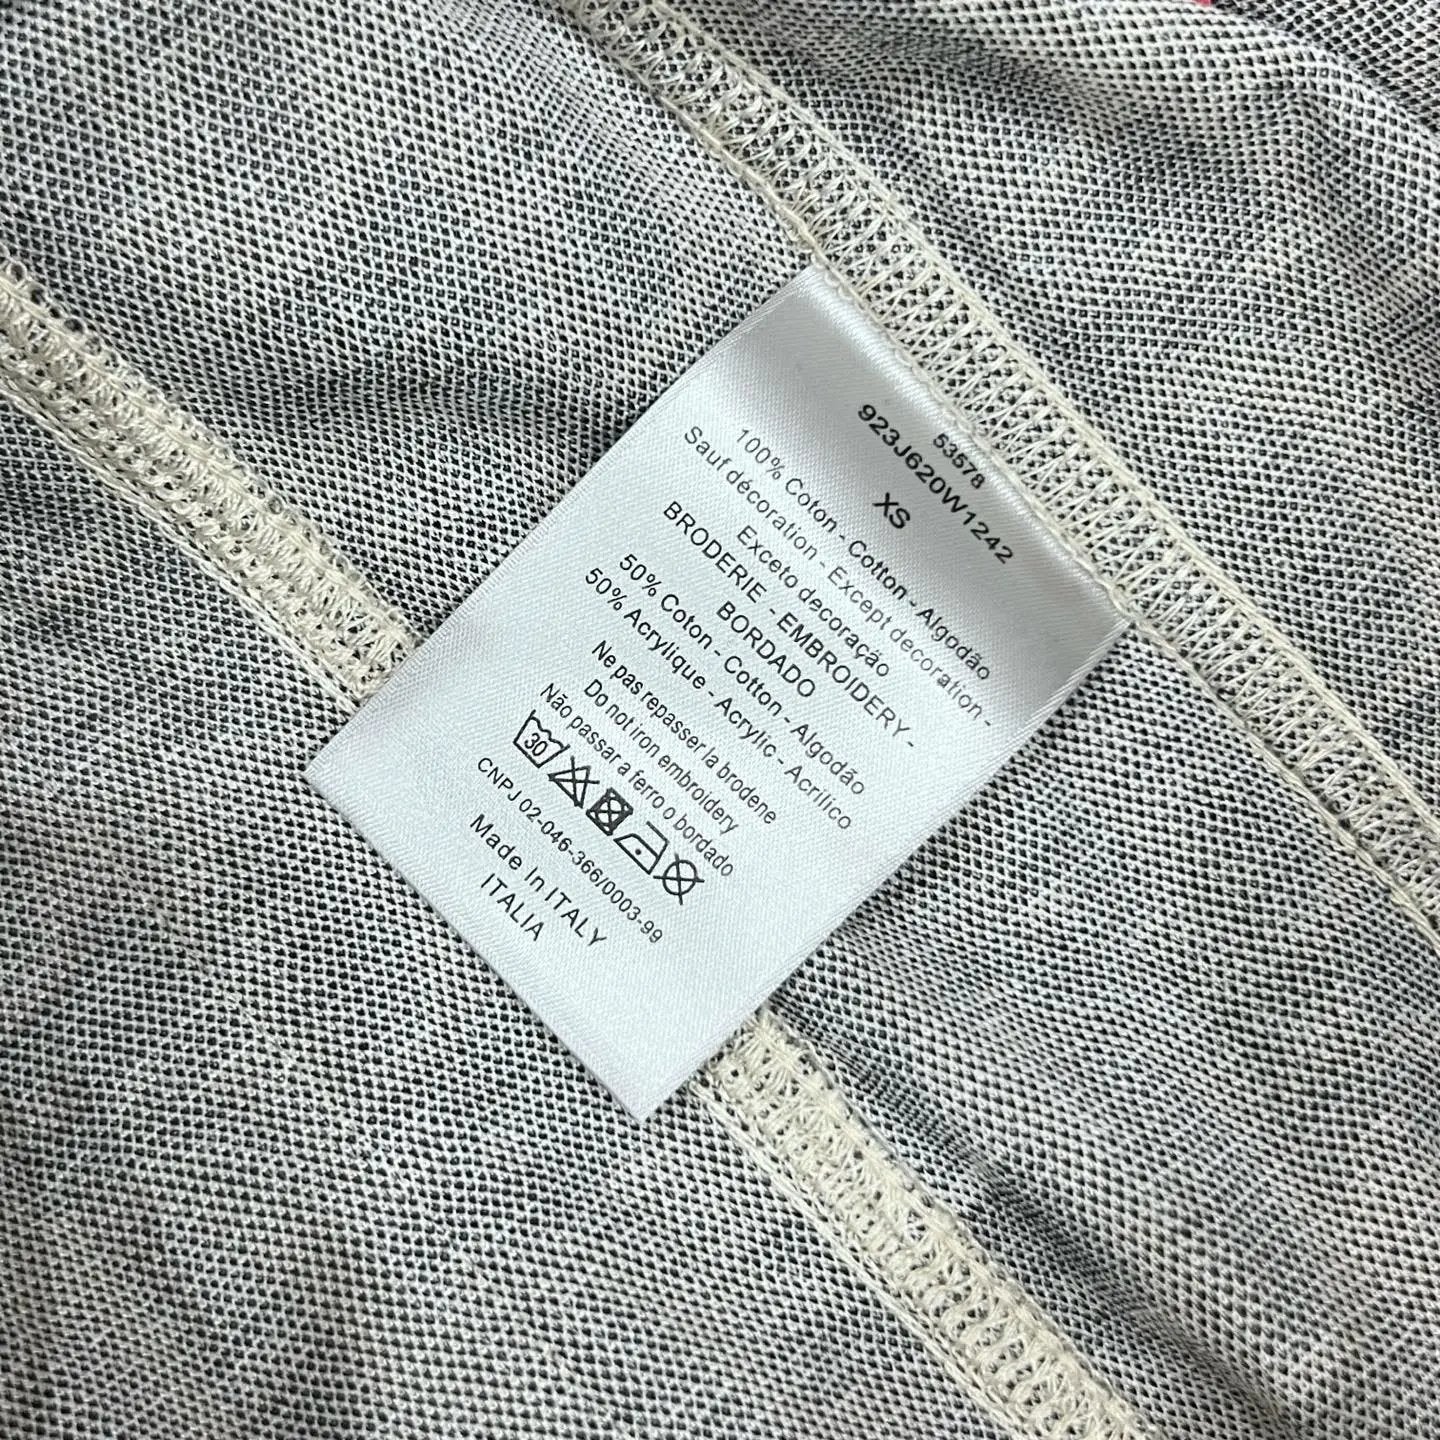 53578
923J620W1242
XS
100% Coton - Cotton - Algodão
Sauf décoration - Except decoration -
Exceto decoração
BRODERIE - EMBROIDERY -
BORDADO
50% Coton - Cotton - Algodão
50% Acrylique - Acrylic - Acrilico
Ne pas repasser la broderie
Do not iron embroidery
Não passar a ferro o bordado
30
CNPJ 02-046-366/0003-99
Made In ITALY
ITALIA